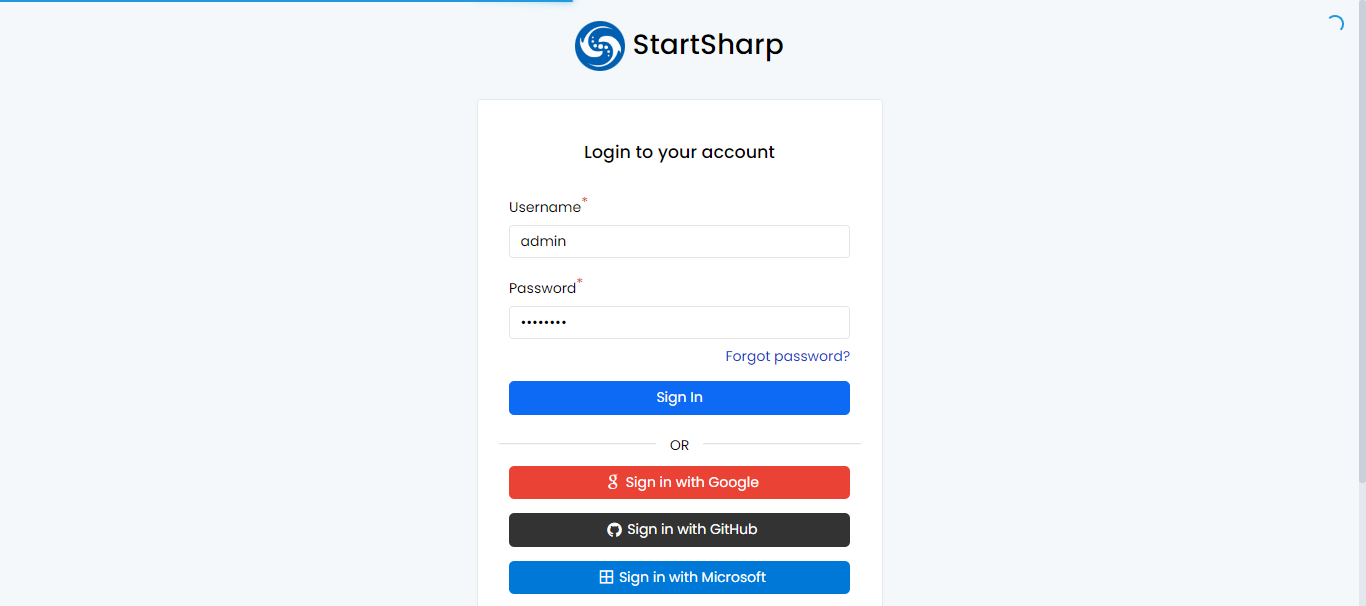 StartSharp
Login to your account
Username*
admin
Password*
••••••••
Forgot password?
Sign In
OR
Sign in with Google
Sign in with GitHub
Sign in with Microsoft